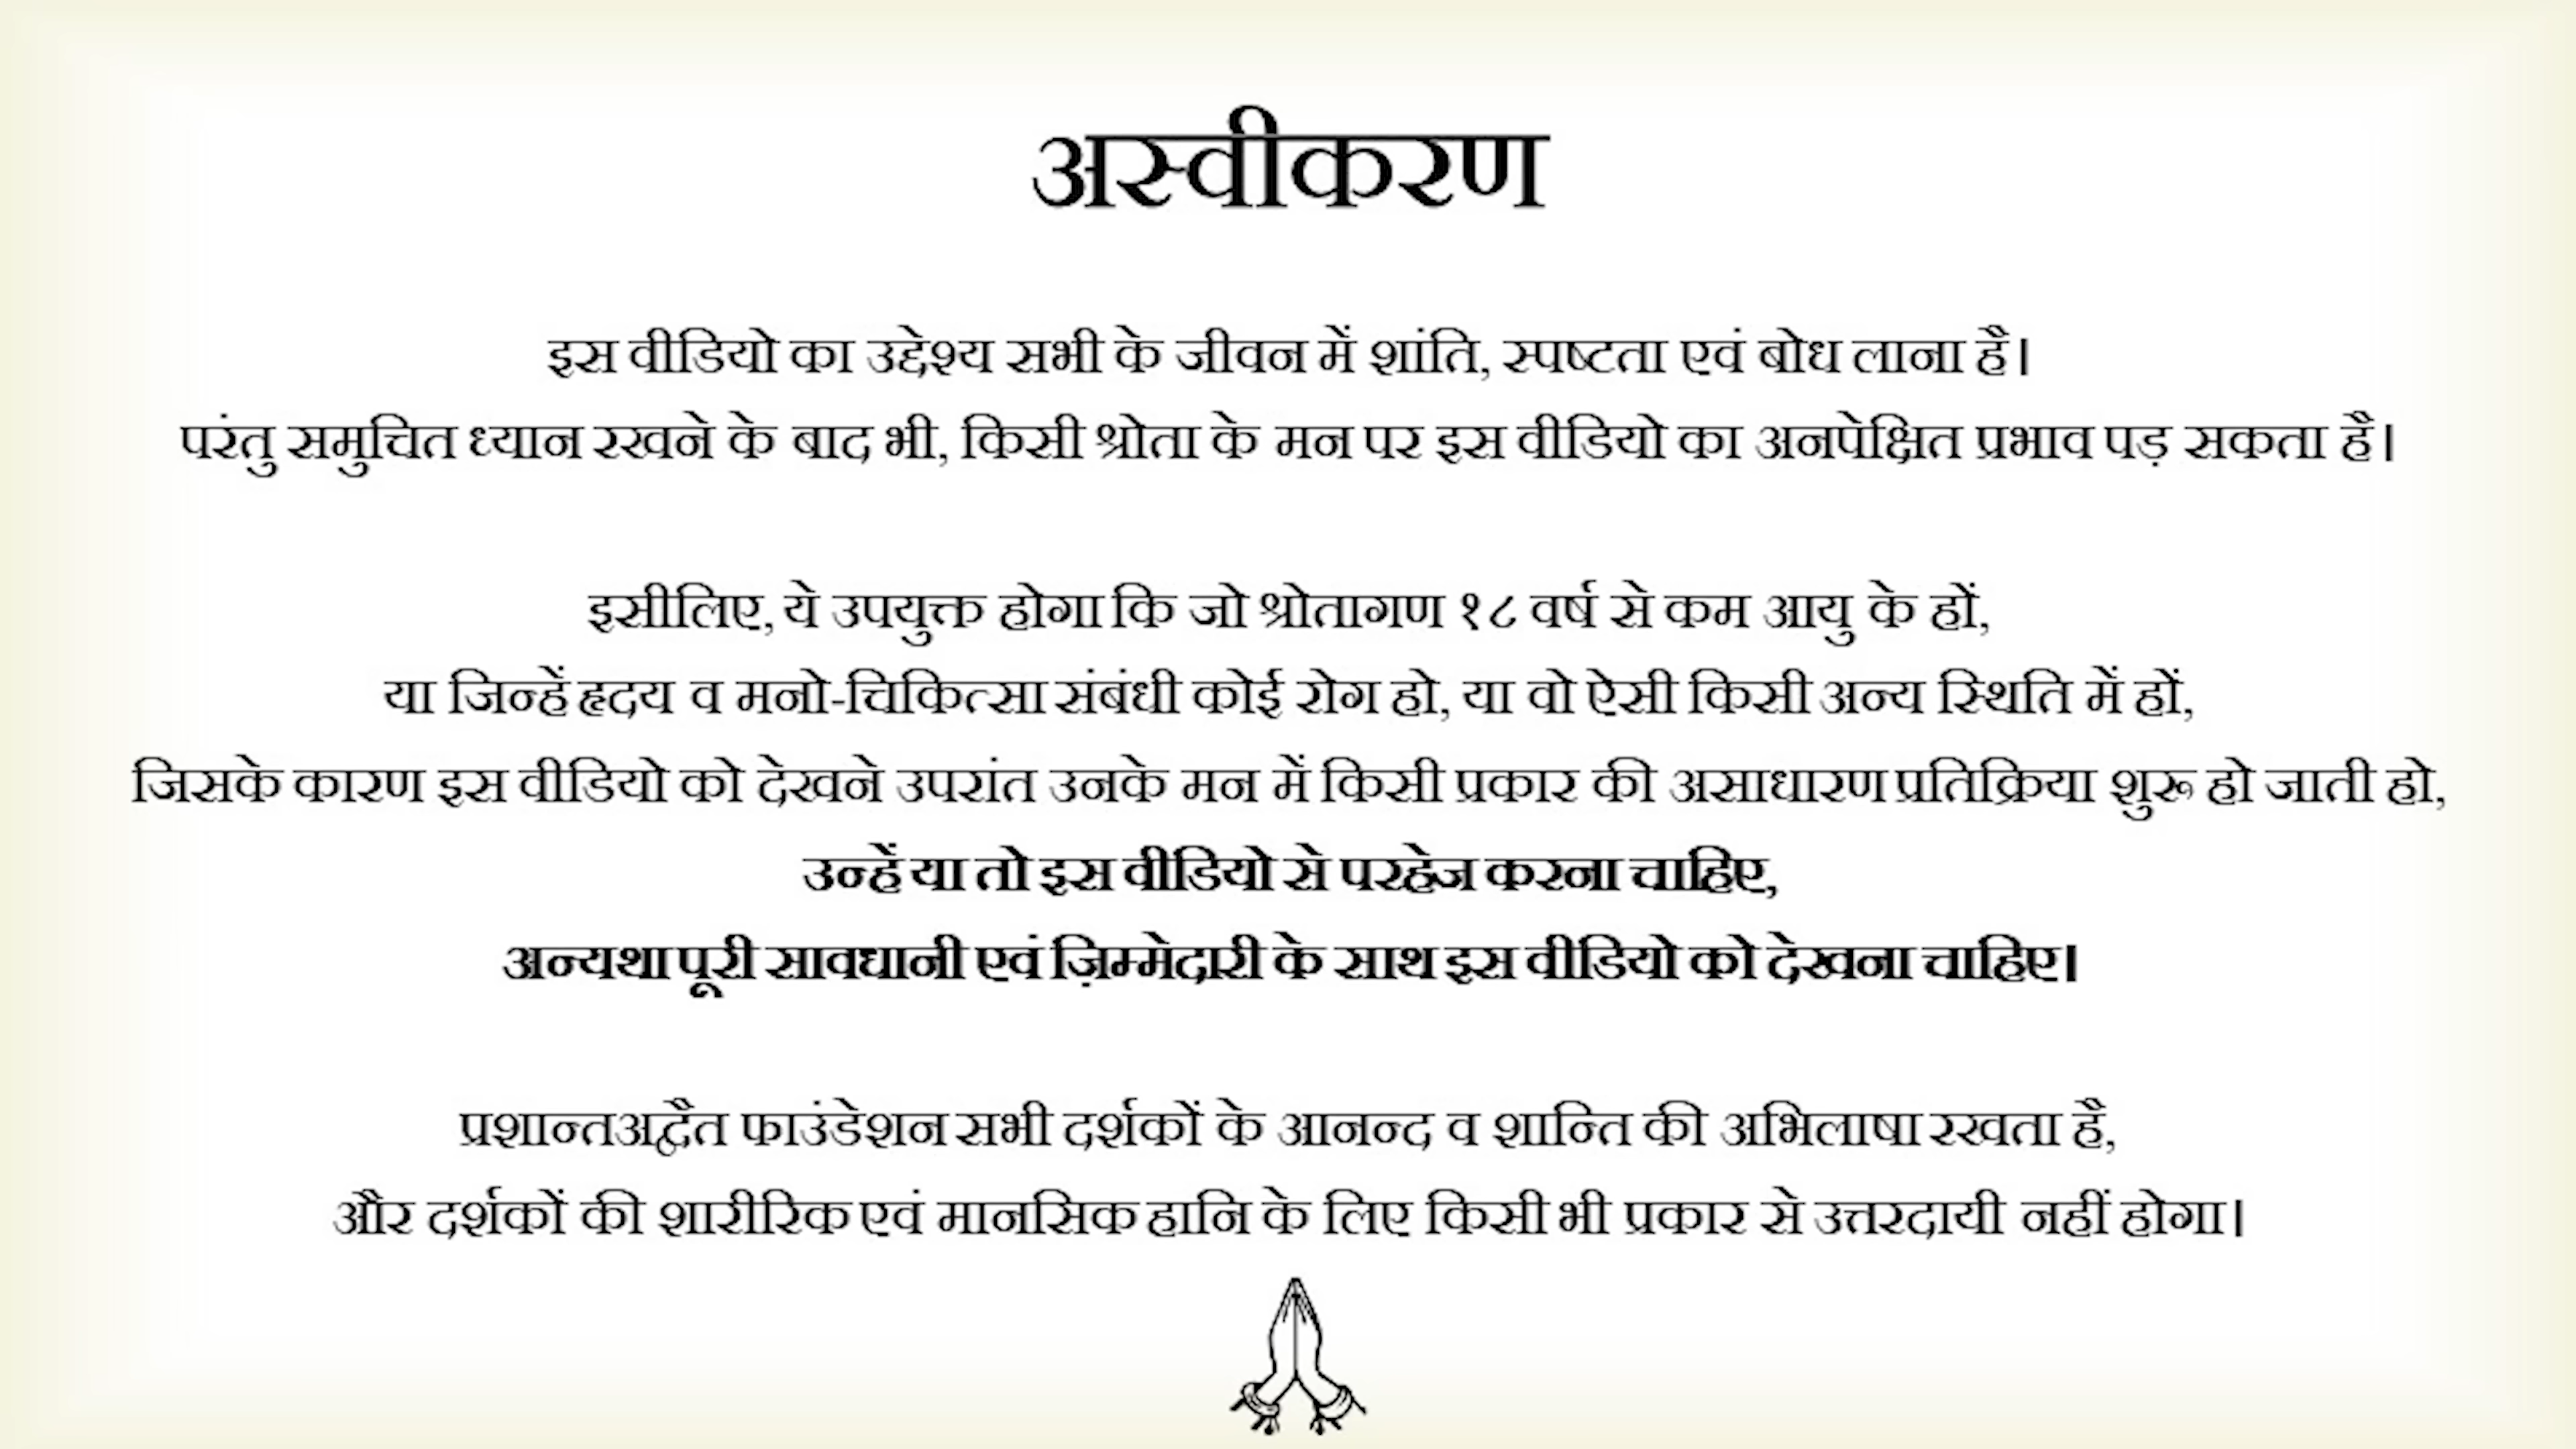 अस्वीकरण
इस वीडियो का उद्देश्य सभी के जीवन में शांति, स्पष्टता एवं बोध लाना है।
परंतु समुचित ध्यान रखने के बाद भी, किसी श्रोता के मन पर इस वीडियो का अनपेक्षित प्रभाव पड़ सकता है।
इसीलिए, ये उपयुक्त होगा कि जो श्रोतागण १८ वर्ष से कम आयु के हों,
या जिन्हें हृदय व मनो-चिकित्सा संबंधी कोई रोग हो, या वो ऐसी किसी अन्य स्थिति में हों,
जिसके कारण इस वीडियो को देखने उपरांत उनके मन में किसी प्रकार की असाधारण प्रतिक्रिया शुरू हो जाती हो,
उन्हें या तो इस वीडियो से परहेज करना चाहिए,
अन्यथा पूरी सावधानी एवं ज़िम्मेदारी के साथ इस वीडियो को देखना चाहिए।
प्रशान्तअद्वैत फाउंडेशन सभी दर्शकों के आनन्द व शान्ति की अभिलाषा रखता है,
और दर्शकों की शारीरिक एवं मानसिक हानि के लिए किसी भी प्रकार से उत्तरदायी नहीं होगा।